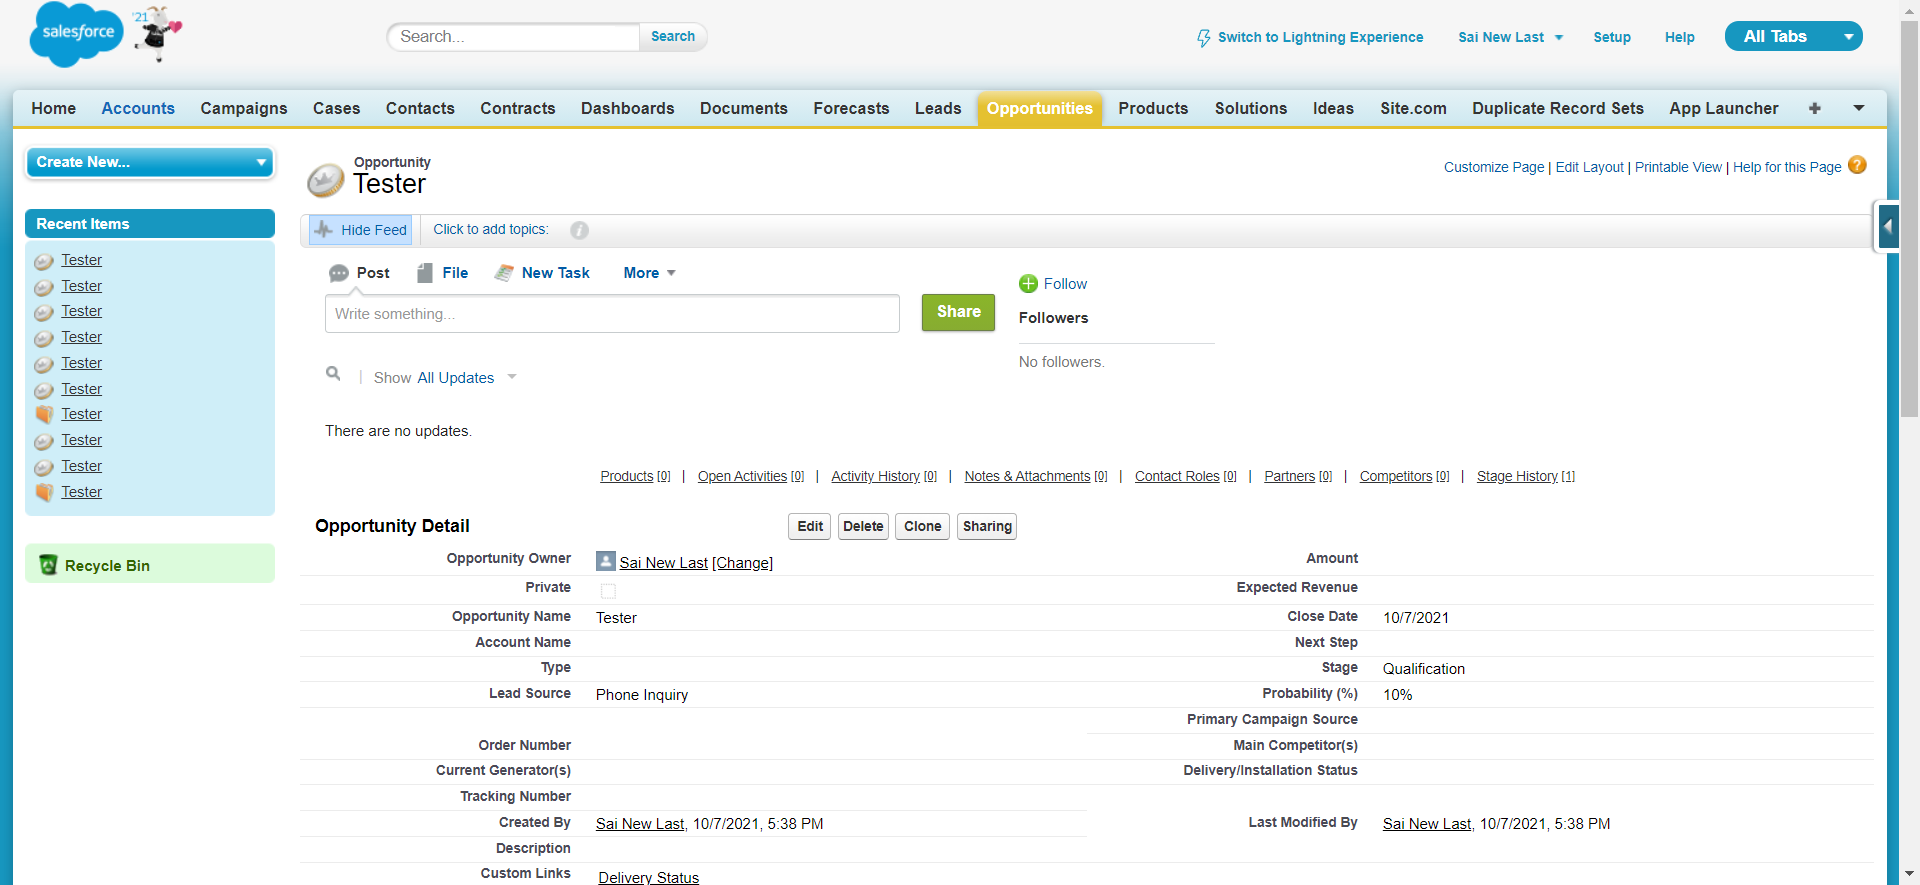 salesforce
'21
Search...
Search
Switch to Lightning Experience
Sai New Last
Setup
Help
All Tabs
Home
Accounts
Campaigns
Cases
Contacts
Contracts
Dashboards
Documents
Forecasts
Leads
Opportunities
Products
Solutions
Ideas
Site.com
Duplicate Record Sets
App Launcher
+
Create New...
Recent Items
Tester
Tester
Tester
Tester
Tester
Tester
Tester
Tester
Tester
Tester
Recycle Bin
Opportunity
Tester
Customize Page | Edit Layout | Printable View | Help for this Page ?
Hide Feed
Click to add topics:
i
Post
File
New Task
More
Write something...
Share
Follow
Followers
No followers.
| Show All Updates
There are no updates.
Products [0] | Open Activities [0] | Activity History [0] | Notes & Attachments [0] | Contact Roles [0] | Partners [0] | Competitors [0] | Stage History [1]
Opportunity Detail
Edit
Delete
Clone
Sharing
Opportunity Owner Sai New Last [Change]
Amount
Private
Expected Revenue
Opportunity Name Tester
Close Date 10/7/2021
Account Name
Next Step
Type
Stage Qualification
Lead Source Phone Inquiry
Probability (%) 10%
Primary Campaign Source
Order Number
Main Competitor(s)
Current Generator(s)
Delivery/Installation Status
Tracking Number
Created By Sai New Last, 10/7/2021, 5:38 PM
Last Modified By Sai New Last, 10/7/2021, 5:38 PM
Description
Custom Links Delivery Status